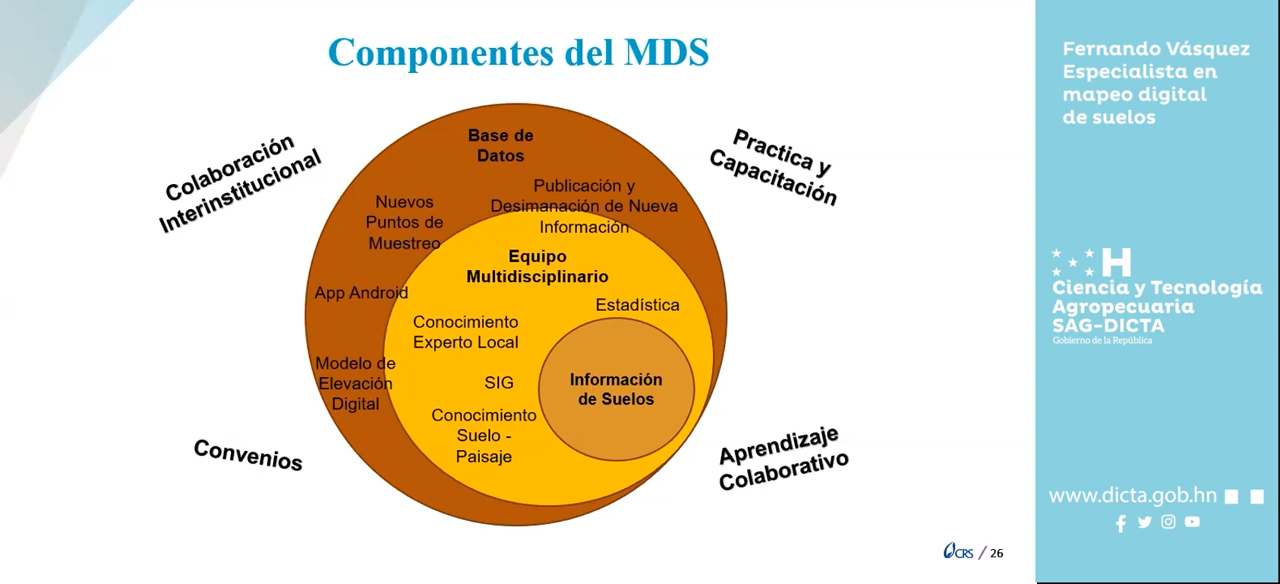 Componentes del MDS
Colaboración
Interinstitucional
Practica y
Capacitación
Base de
Datos
Publicación y
Desimanación de Nueva
Información
Nuevos
Puntos de
Muestreo
App Android
Modelo de
Elevación
Digital
Equipo
Multidisciplinario
Estadística
Conocimiento
Experto Local
SIG
Conocimiento
Suelo -
Paisaje
Información
de Suelos
Convenios
Aprendizaje
Colaborativo
CRS / 26
Fernando Vásquez
Especialista en
mapeo digital
de suelos
H
Ciencia y Tecnología
Agropecuaria
SAG-DICTA
Gobierno de la República
www.dicta.gob.hn